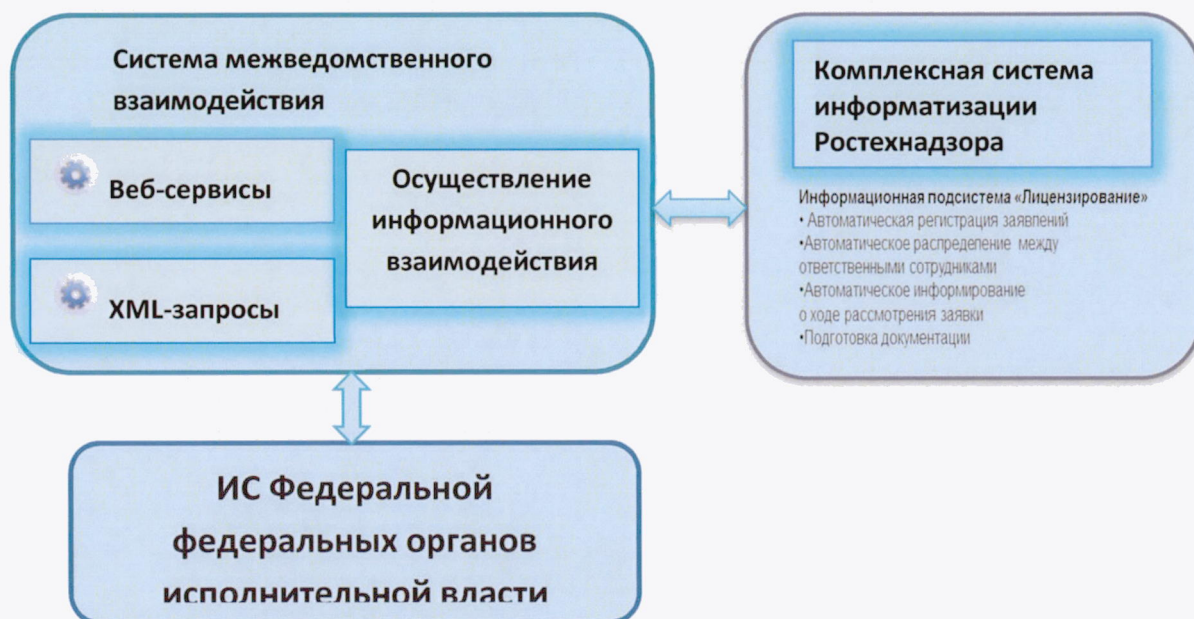 Система межведомственного
взаимодействия
Веб-сервисы
XML-запросы
Осуществление
информационного
взаимодействия
Комплексная система
информатизации
Ростехнадзора
Информационная подсистема «Лицензирование»
• Автоматическая регистрация заявлений
•Автоматическое распределение между
ответственными сотрудниками
•Автоматическое информирование
о ходе рассмотрения заявки
•Подготовка документации
ИС Федеральной
федеральных органов
исполнительной власти